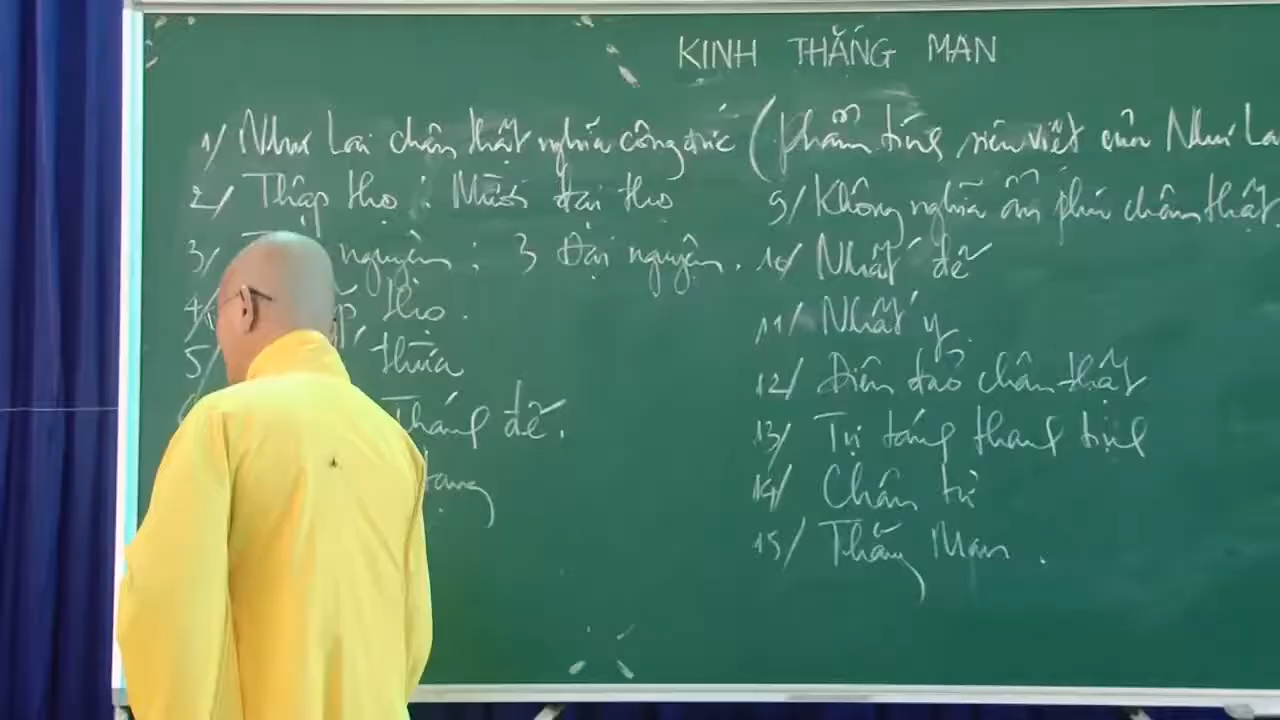 KINH THẮNG MAN
1/ Như Lai chân thật nghĩa công đức (phẩm tính siêu việt của Như Lai
2/ Thập thọ : Mười đại thọ
3/ nguyện : 3 Đại nguyện.
4/ thọ.
5/ thừa
Thánh đế.
tạng
9/ Không nghĩa ẩn phú chân thật
10/ Nhất đế
11/ Nhất y
12/ Điên đảo chân thật
13/ Tự tánh thanh tịnh
14/ Chân tử
15/ Thắng Man.